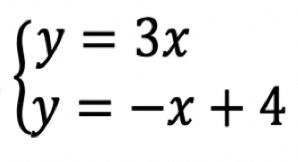 y = 3x
y = −x + 4